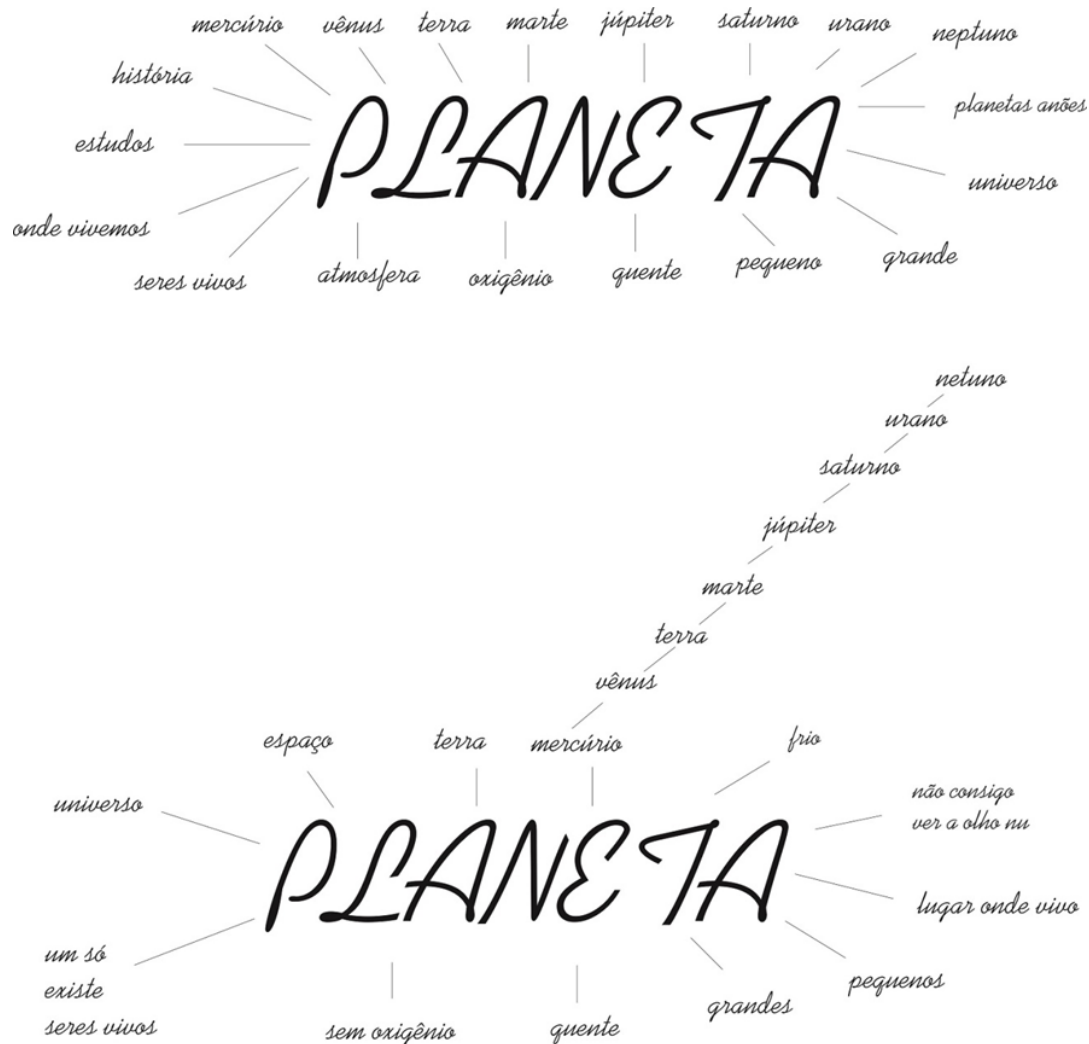 mercúrio
vênus
terra
marte
júpiter
saturno
urano
neptuno
história
planetas anões
PLANETA
estudos
universo
onde vivemos
seres vivos
atmosfera
oxigênio
quente
pequeno
grande
netuno
urano
saturno
júpiter
marte
terra
vênus
espaço
terra
mercúrio
frio
universo
não consigo
ver a olho nu
PLANETA
lugar onde vivo
um só
existe
seres vivos
sem oxigênio
quente
grandes
pequenos